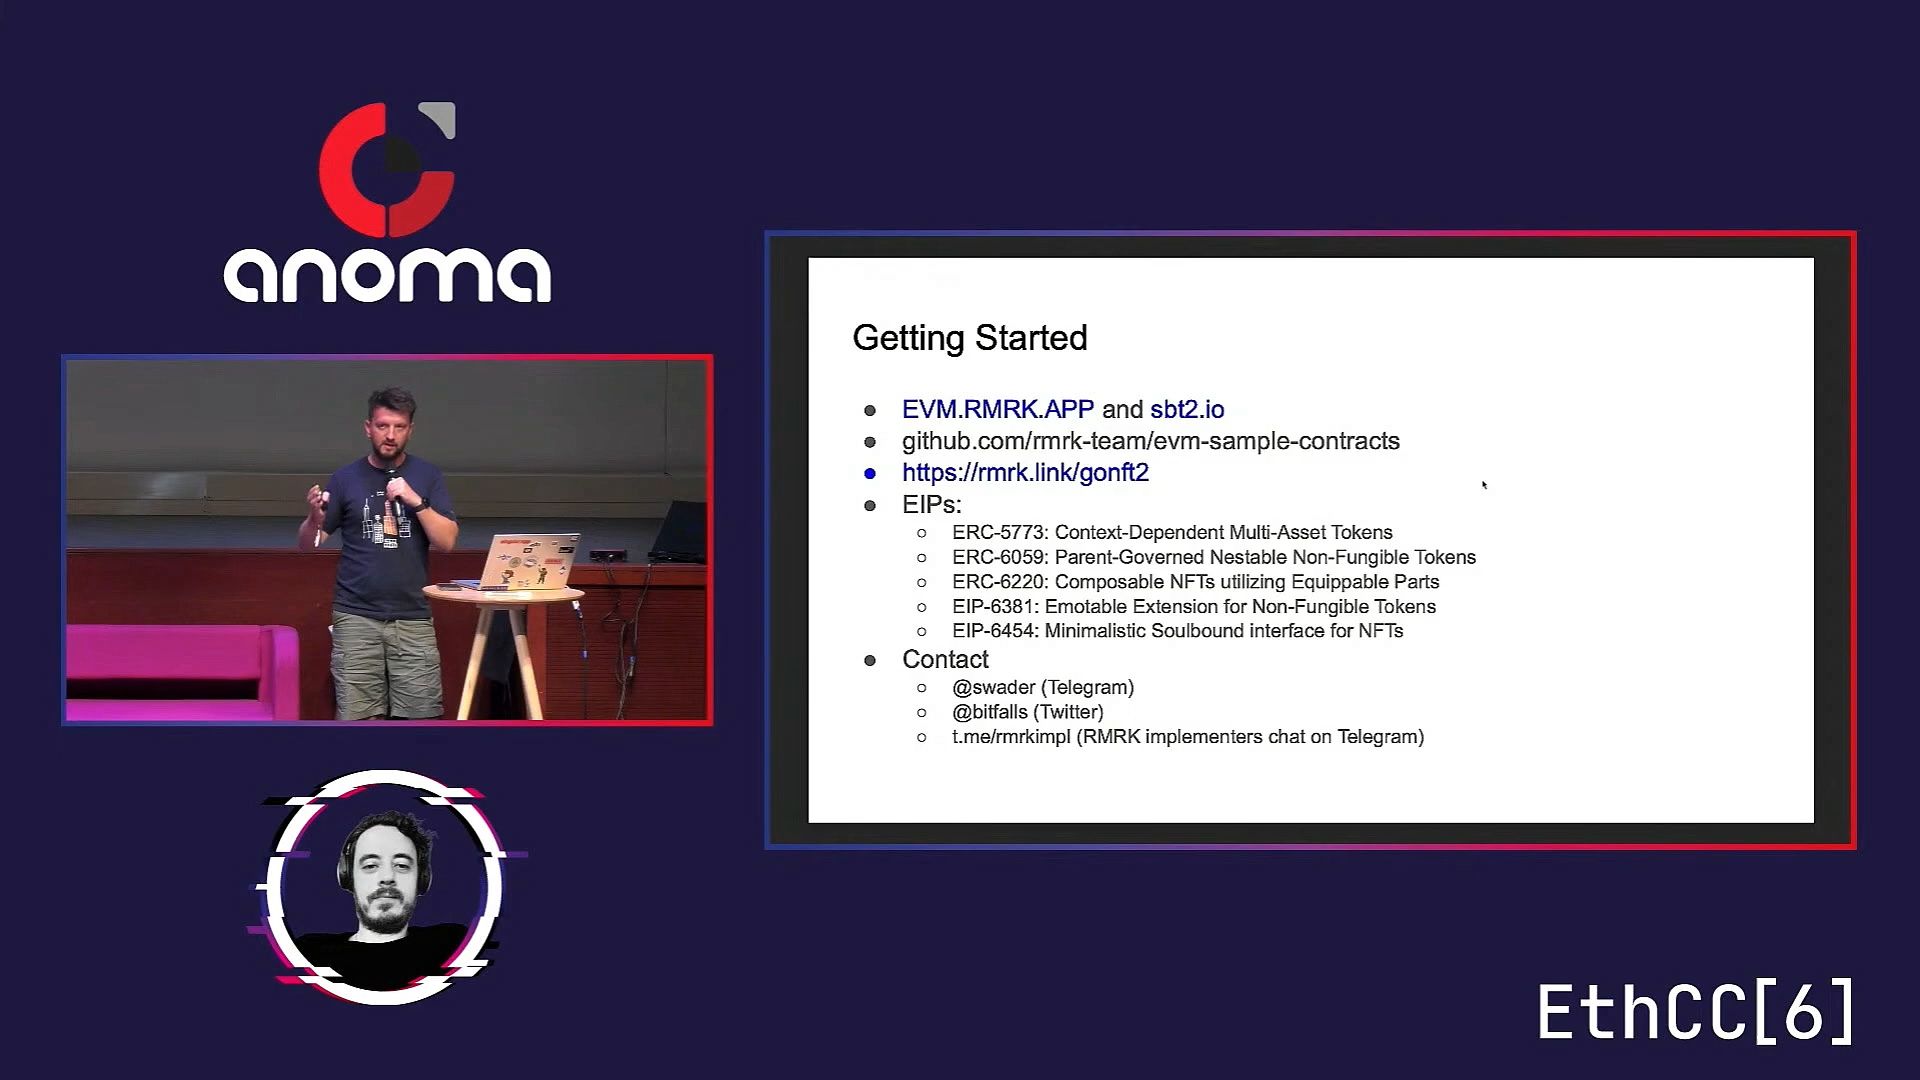 anoma
Getting Started
EVM.RMRK.APP and sbt2.io
github.com/rmrk-team/evm-sample-contracts
https://rmrk.link/gonft2
EIPs:
ERC-5773: Context-Dependent Multi-Asset Tokens
ERC-6059: Parent-Governed Nestable Non-Fungible Tokens
ERC-6220: Composable NFTs utilizing Equippable Parts
EIP-6381: Emotable Extension for Non-Fungible Tokens
EIP-6454: Minimalistic Soulbound interface for NFTs
Contact
@swader (Telegram)
@bitfalls (Twitter)
t.me/rmrkimpl (RMRK implementers chat on Telegram)
EthCC[6]